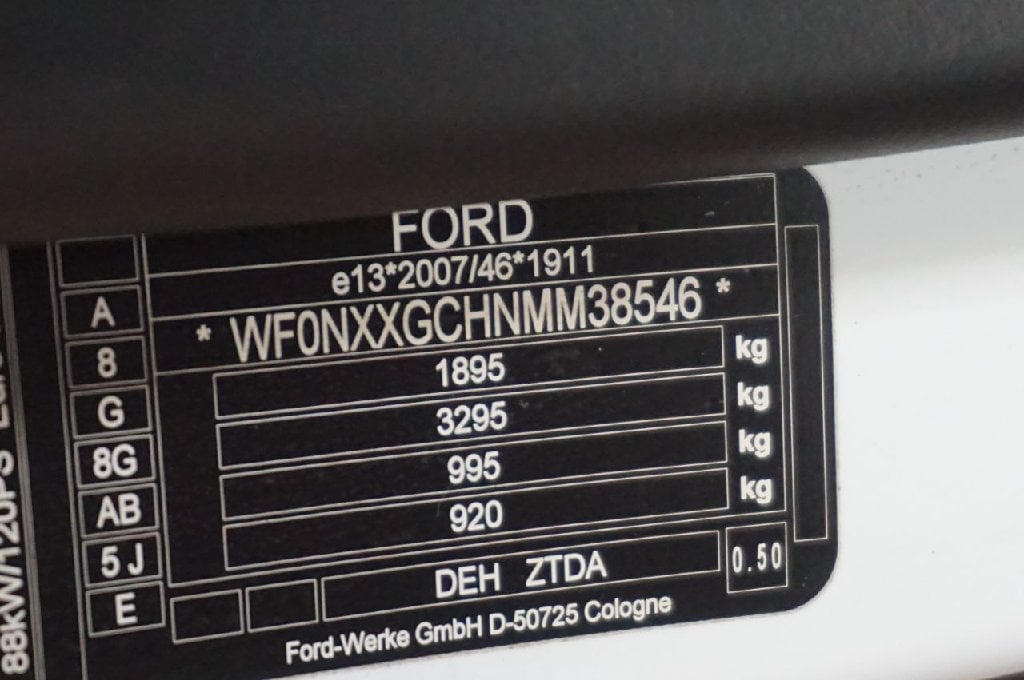 FORD
e13*2007/46*1911
* WF0NXXGCHNMM38546 *
1895 kg
3295 kg
995 kg
920 kg
A
8
G
8G
AB
5 J
E
DEH ZTDA
0.50
Ford-Werke GmbH D-50725 Cologne
88kW/120PS